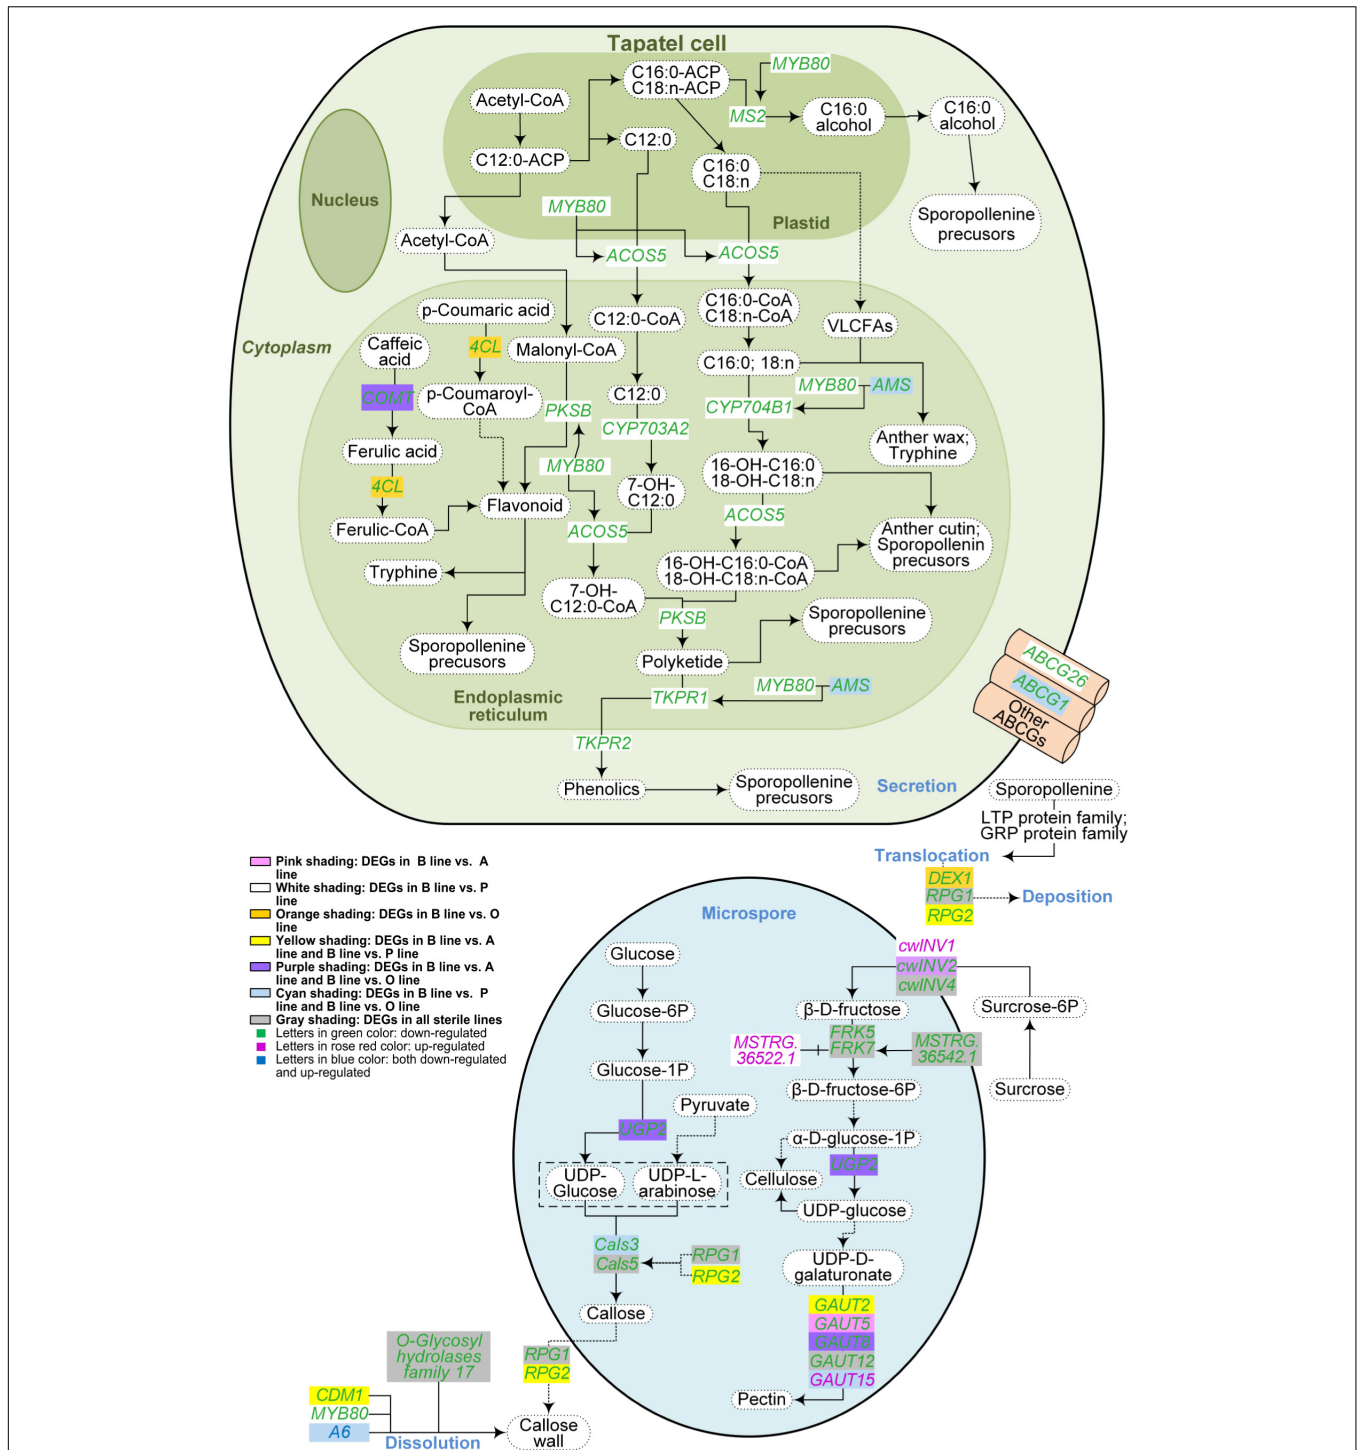 Tapatel cell
C16:0-ACP
C18:n-ACP
MYB80
Acetyl-CoA
MS2
C16:0
alcohol
C16:0
alcohol
C12:0
C12:0-ACP
C16:0
C18:n
Nucleus
MYB80
Plastid
Sporopollenine
precusors
Acetyl-CoA
ACOS5
ACOS5
p-Coumaric acid
C16:0-CoA
C18:n-CoA
C12:0-CoA
VLCFAs
Cytoplasm
Caffeic
acid
4CL
Malonyl-CoA
C16:0; 18:n
COMT
p-Coumaroyl-
CoA
C12:0
MYB80
AMS
PKSB
CYP704B1
CYP703A2
Anther wax;
Tryphine
Ferulic acid
MYB80
16-OH-C16:0
18-OH-C18:n
4CL
7-OH-
C12:0
Flavonoid
ACOS5
Ferulic-CoA
ACOS5
Anther cutin;
Sporopollenin
precusors
Tryphine
16-OH-C16:0-CoA
18-OH-C18:n-CoA
7-OH-
C12:0-CoA
PKSB
Sporopollenine
precusors
Sporopollenine
precusors
Polyketide
ABCG26
ABCG1
Other
ABCGs
Endoplasmic
reticulum
TKPR1
MYB80
AMS
TKPR2
Phenolics
Sporopollenine
precusors
Secretion
Sporopollenine
LTP protein family;
GRP protein family
Translocation
DEX1
RPG1
RPG2
Deposition
Pink shading: DEGs in B line vs. A
line
White shading: DEGs in B line vs. P
line
Orange shading: DEGs in B line vs. O
line
Yellow shading: DEGs in B line vs. A
line and B line vs. P line
Purple shading: DEGs in B line vs. A
line and B line vs. O line
Cyan shading: DEGs in B line vs. P
line and B line vs. O line
Gray shading: DEGs in all sterile lines
Letters in green color: down-regulated
Letters in rose red color: up-regulated
Letters in blue color: both down-regulated
and up-regulated
Microspore
Glucose
cwINV1
cwINV2
cwINV4
Glucose-6P
β-D-fructose
Surcrose-6P
FRK5
FRK7
MSTRG.
36522.1
MSTRG.
36542.1
Glucose-1P
β-D-fructose-6P
Surcrose
Pyruvate
UGP2
α-D-glucose-1P
UGP2
UDP-
Glucose
UDP-L-
arabinose
Cellulose
UDP-glucose
Cals3
Cals5
RPG1
RPG2
UDP-D-
galaturonate
Callose
GAUT2
GAUT5
GAUT8
GAUT12
GAUT15
O-Glycosyl
hydrolases
family 17
RPG1
RPG2
CDM1
MYB80
A6
Pectin
Callose
wall
Dissolution